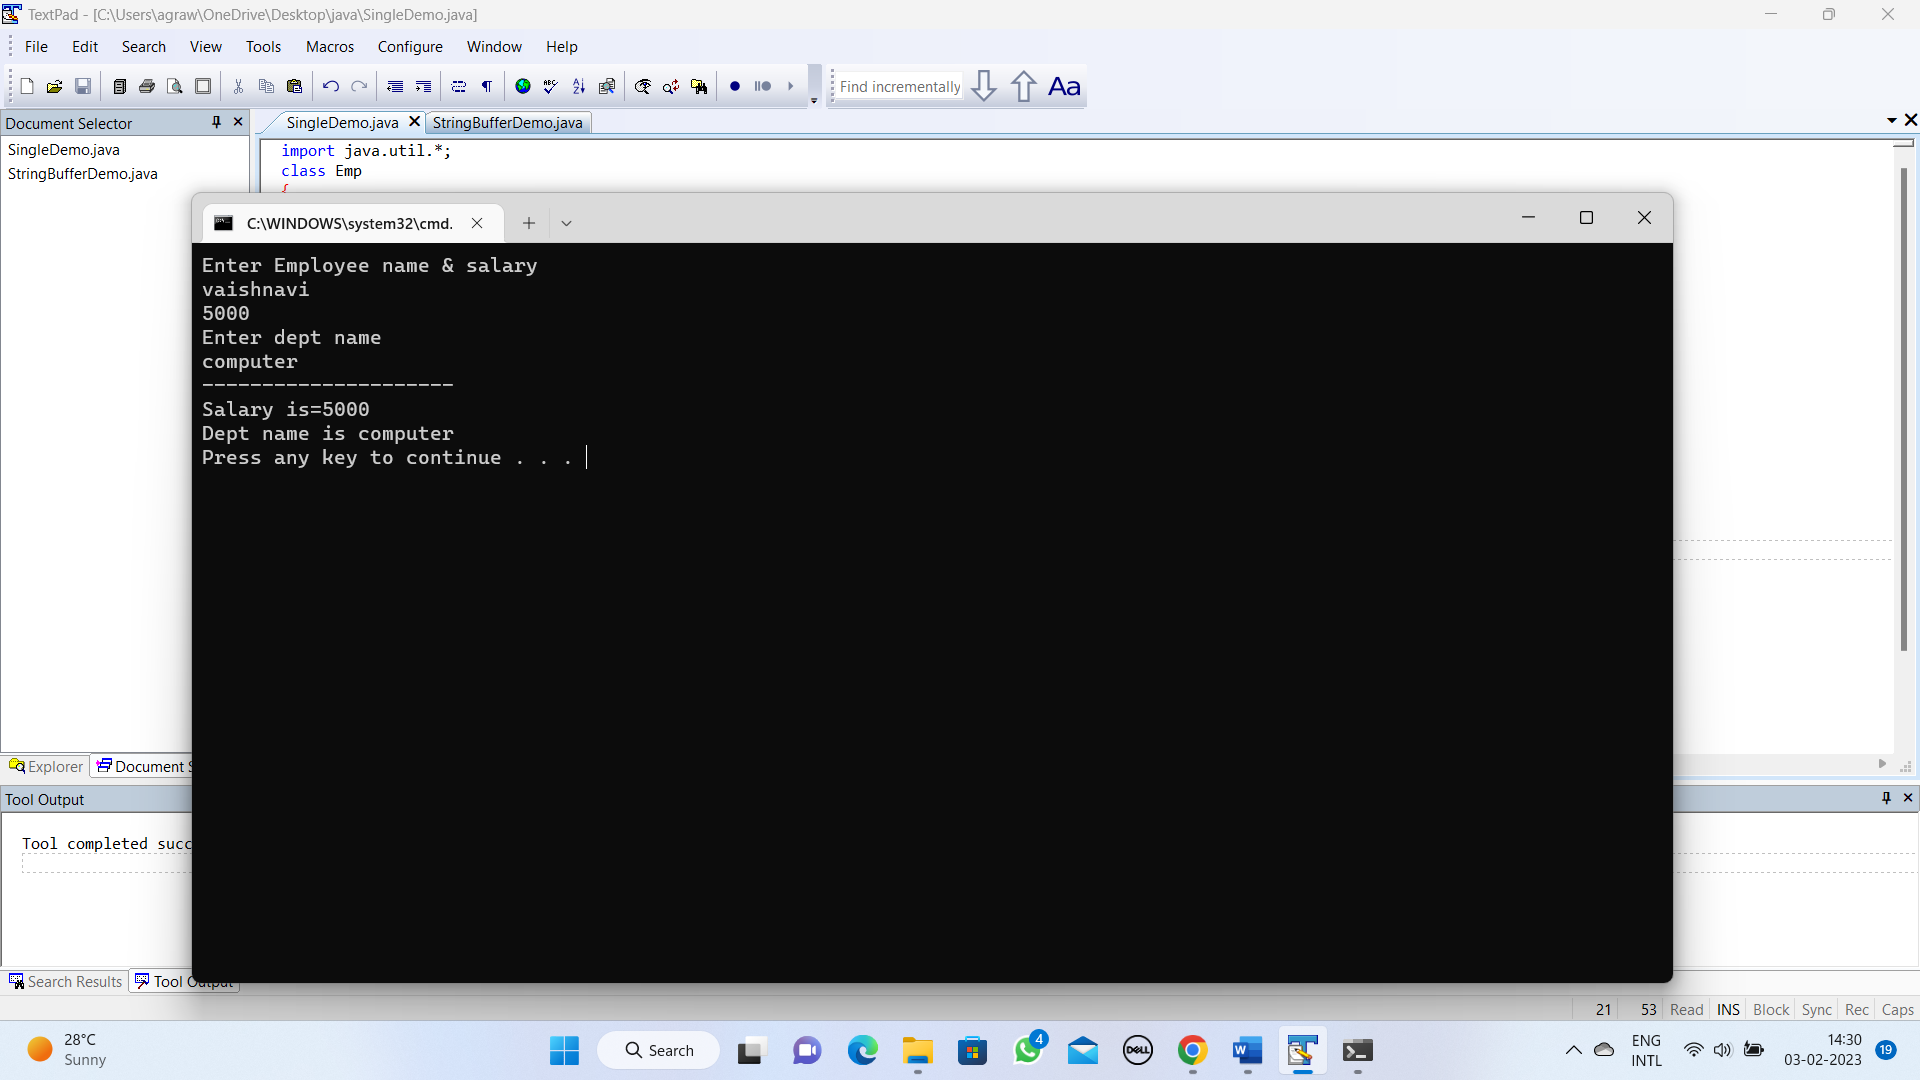 TextPad - [C:\Users\agraw\OneDrive\Desktop\java\SingleDemo.java]
File Edit Search View Tools Macros Configure Window Help
Find incrementally Aa
Document Selector
SingleDemo.java StringBufferDemo.java
SingleDemo.java
StringBufferDemo.java
import java.util.*;
class Emp
{
C:\WINDOWS\system32\cmd.
Enter Employee name & salary
vaishnavi
5000
Enter dept name
computer
---------------------
Salary is=5000
Dept name is computer
Press any key to continue . . .
Explorer Document S
Tool Output
Tool completed succ
Search Results Tool Output
21 53 Read INS Block Sync Rec Caps
28°C
Sunny
Search
4
DELL
W
ENG
INTL
14:30
03-02-2023
19